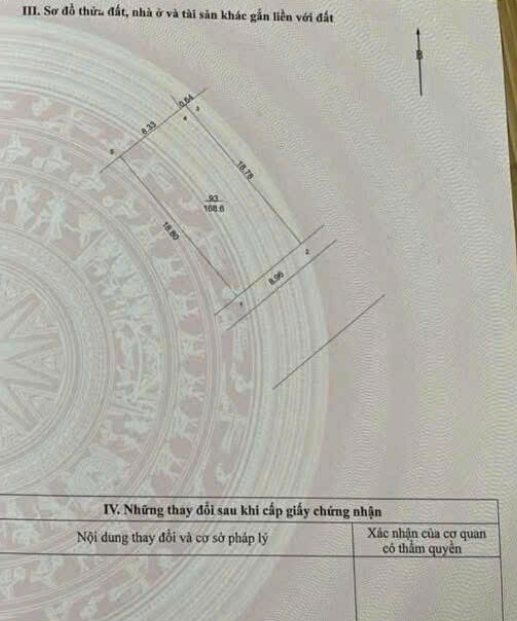 III. Sơ đồ thửa đất, nhà ở và tài sản khác gắn liền với đất
B
0.64
8.33
4
3
5
18.78
93
168.6
18.80
2
8.96
1
IV. Những thay đổi sau khi cấp giấy chứng nhận
Nội dung thay đổi và cơ sở pháp lý
Xác nhận của cơ quan
có thẩm quyền